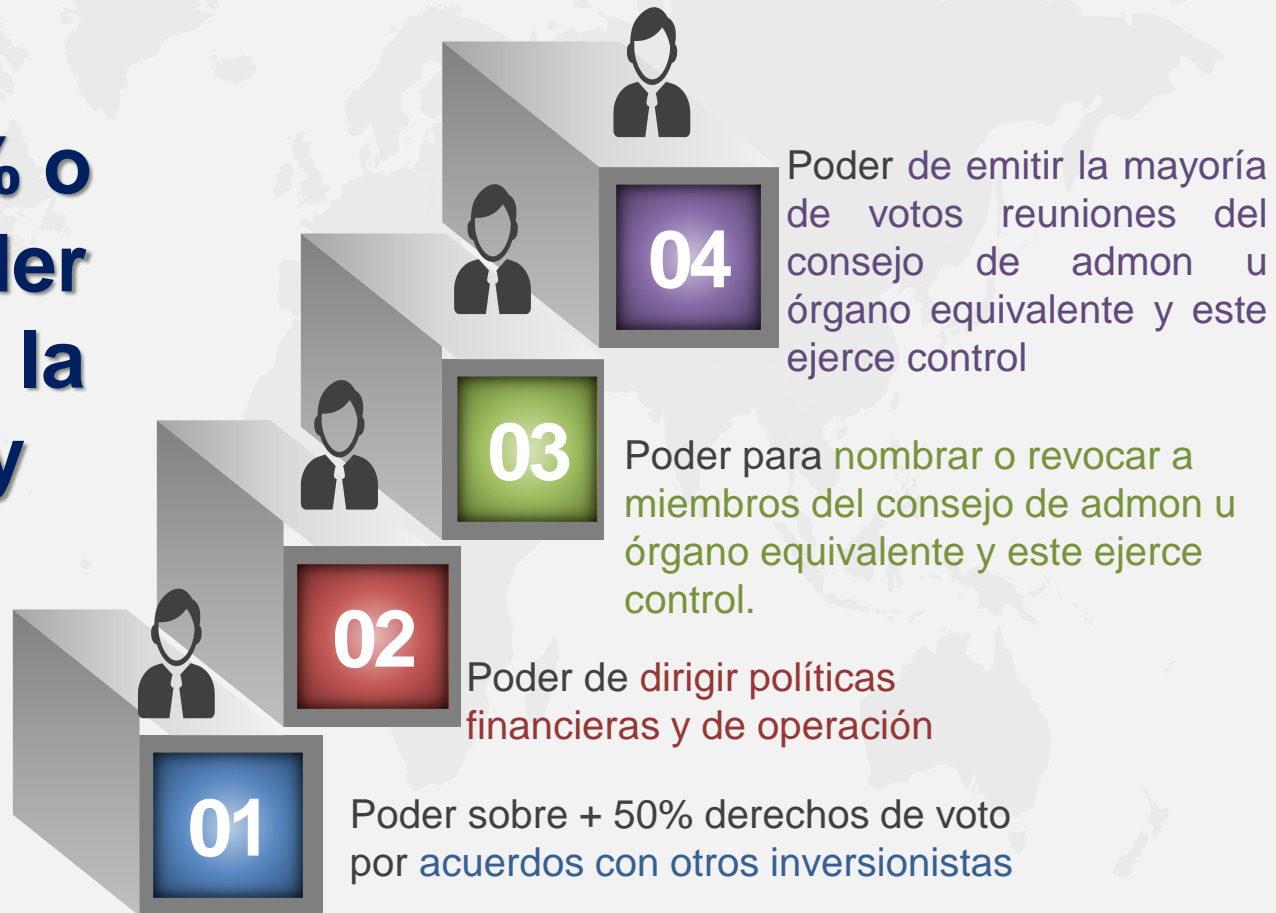 % o
la
y
04
Poder de emitir la mayoría
de votos reuniones del
consejo de admon u
órgano equivalente y este
ejerce control
03
Poder para nombrar o revocar a
miembros del consejo de admon u
órgano equivalente y este ejerce
control.
02
Poder de dirigir políticas
financieras y de operación
01
Poder sobre + 50% derechos de voto
por acuerdos con otros inversionistas